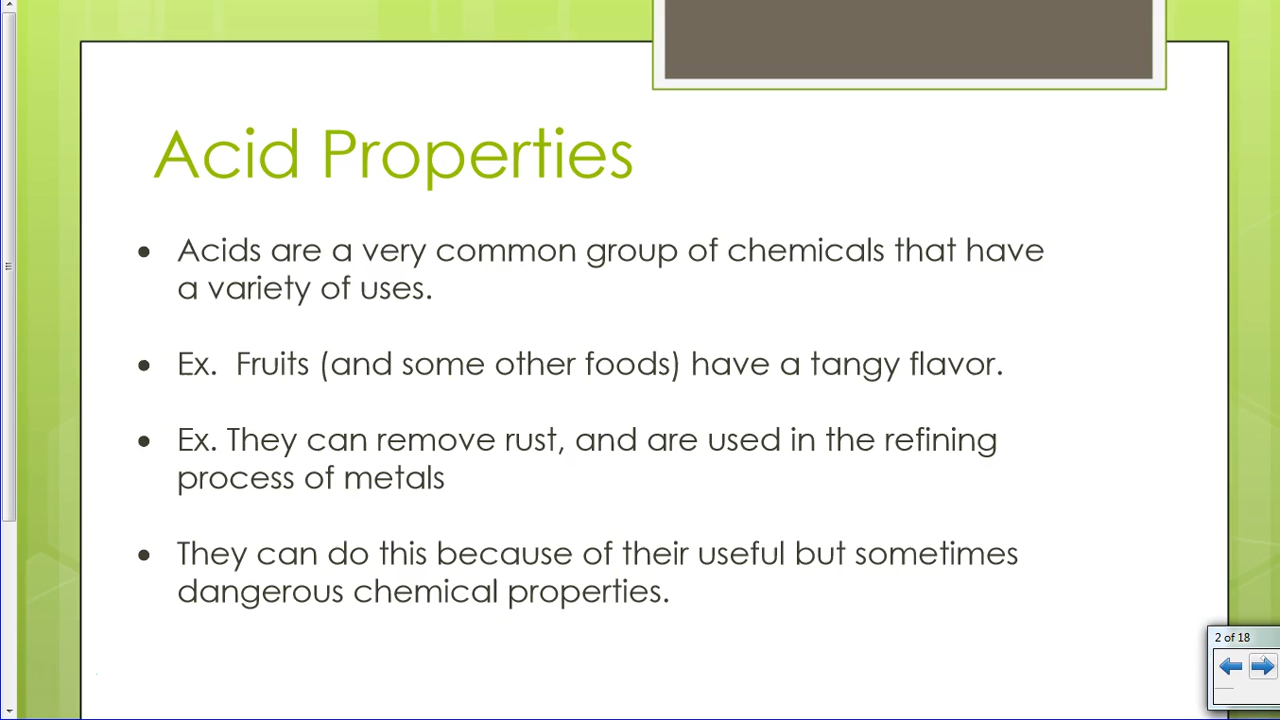 Acid Properties
• Acids are a very common group of chemicals that have
a variety of uses.
• Ex.  Fruits (and some other foods) have a tangy flavor.
• Ex. They can remove rust, and are used in the refining
process of metals
• They can do this because of their useful but sometimes
dangerous chemical properties.
2 of 18